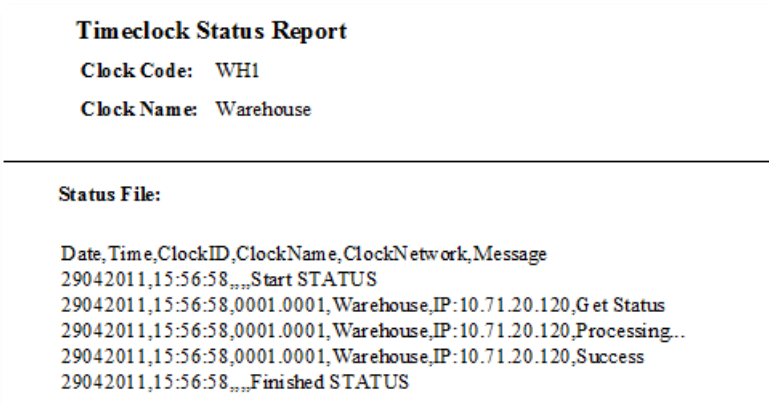 Timeclock Status Report
Clock Code: WH1
Clock Name: Warehouse
Status File:
Date,Time,ClockID,ClockName,ClockNetwork,Message
29042011,15:56:58,,,,Start STATUS
29042011,15:56:58,0001.0001,Warehouse,IP:10.71.20.120,Get Status
29042011,15:56:58,0001.0001,Warehouse,IP:10.71.20.120,Processing...
29042011,15:56:58,0001.0001,Warehouse,IP:10.71.20.120,Success
29042011,15:56:58,,,,Finished STATUS